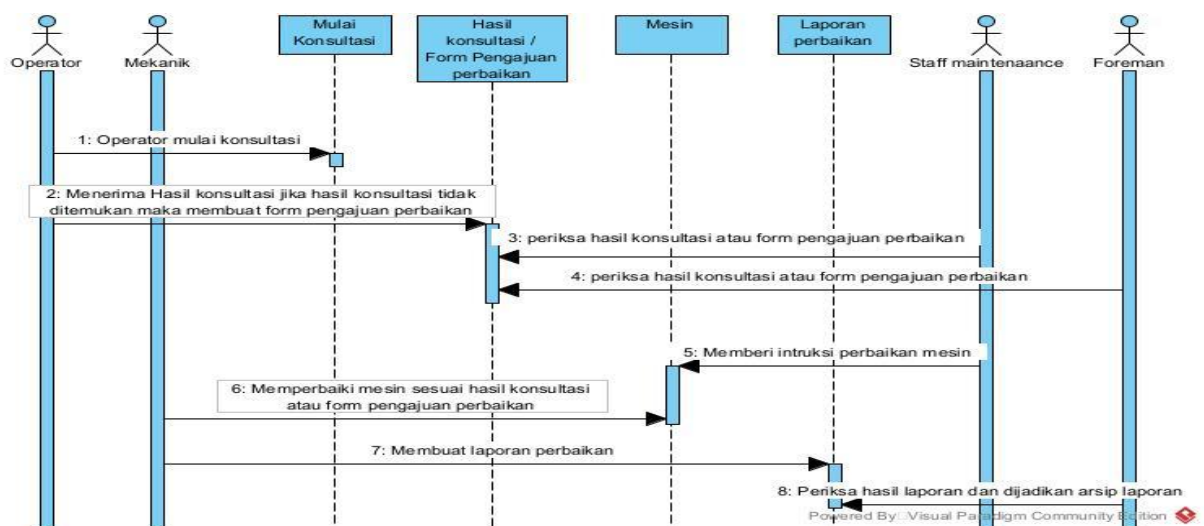 Operator
Mekanik
Mulai
Konsultasi
Hasil
konsultasi /
Form Pengajuan
perbaikan
Mesin
Laporan
perbaikan
Staff maintenaance
Foreman
1: Operator mulai konsultasi
2: Menerima Hasil konsultasi jika hasil konsultasi tidak
ditemukan maka membuat form pengajuan perbaikan
3: periksa hasil konsultasi atau form pengajuan perbaikan
4: periksa hasil konsultasi atau form pengajuan perbaikan
5: Memberi intruksi perbaikan mesin
6: Memperbaiki mesin sesuai hasil konsultasi
atau form pengajuan perbaikan
7: Membuat laporan perbaikan
8: Periksa hasil laporan dan dijadikan arsip laporan
Powered By Visual Paradigm Community Edition